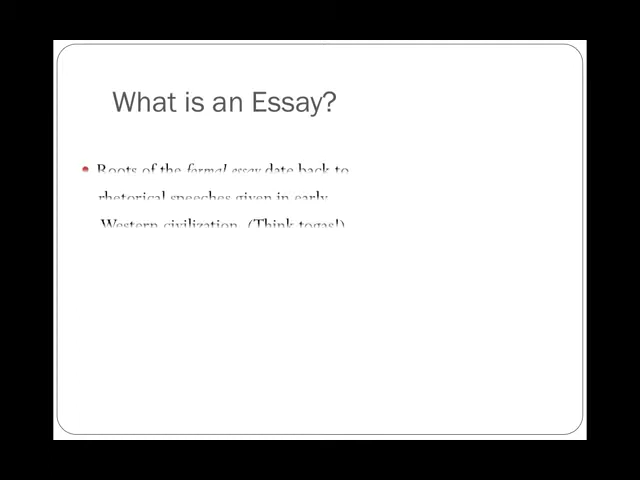 What is an Essay?
• Roots of the formal essay date back to
rhetorical speeches given in early
Western civilization. (Think togas!)